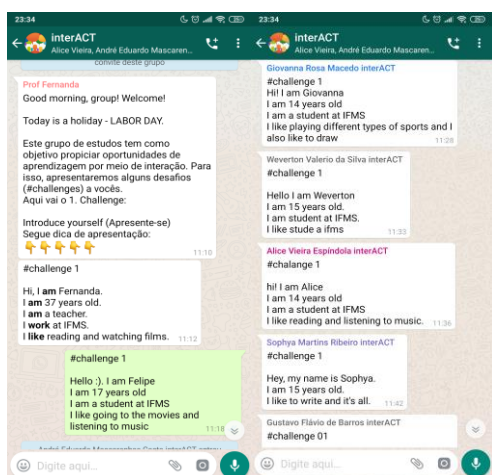 23:34
interACT
Alice Vieira, André Eduardo Mascaren...
convite deste grupo
Prof Fernanda
Good morning, group! Welcome!
Today is a holiday - LABOR DAY.
Este grupo de estudos tem como
objetivo propiciar oportunidades de
aprendizagem por meio de interação. Para
isso, apresentaremos alguns desafios
(#challenges) a vocês.
Aqui vai o 1. Challenge:
Introduce yourself (Apresente-se)
Segue dica de apresentação:
👇👇👇👇👇
11:10
#challenge 1
Hi, I am Fernanda.
I am 37 years old.
I am a teacher.
I work at IFMS.
I like reading and watching films. 11:12
#challenge 1
Hello :). I am Felipe
I am 17 years old
I am a student at IFMS
I like going to the movies and
listening to music 11:18
Digite aqui...
23:34
interACT
Alice Vieira, André Eduardo Mascaren...
Giovanna Rosa Macedo interACT
#challenge 1
Hi! I am Giovanna
I am 14 years old
I am a student at IFMS
I like playing different types of sports and I
also like to draw
11:28
Weverton Valerio da Silva interACT
#challenge 1
Hello I am Weverton
I am 15 years old.
I am student at IFMS.
I like stude a ifms
11:33
Alice Vieira Espíndola interACT
#chalange 1
hi! I am Alice
I am 14 years old
I am a student at IFMS
I like reading and listening to music. 11:36
Sophya Martins Ribeiro interACT
#challenge 1
Hey, my name is Sophya.
I am 15 years old.
I like to write and it's all. 11:42
Gustavo Flávio de Barros interACT
#challenge 01
Digite aqui...